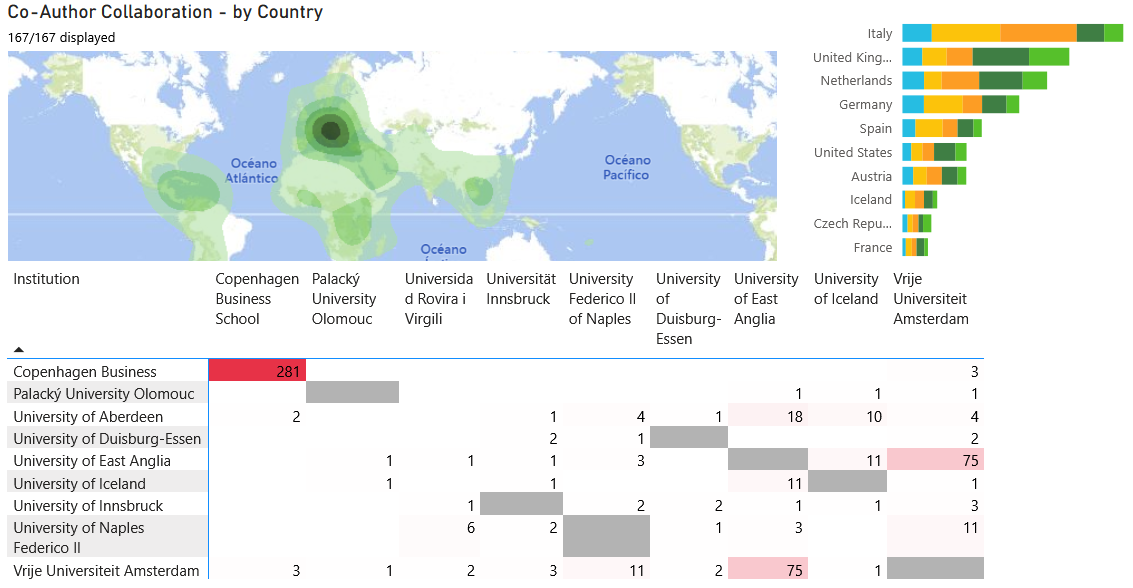 Co-Author Collaboration - by Country
167/167 displayed
Océano
Atlántico
Océano
Pacífico
Océano
Italy
United King...
Netherlands
Germany
Spain
United States
Austria
Iceland
Czech Repu...
France
Institution
Copenhagen
Business
School
Palacký
University
Olomouc
Universida
d Rovira i
Virgili
Universität
Innsbruck
University
Federico II
of Naples
University
of
Duisburg-
Essen
University
of East
Anglia
University
of Iceland
Vrije
Universiteit
Amsterdam
Copenhagen Business 281 3
Palacký University Olomouc 1 1 1
University of Aberdeen 2 1 4 1 18 10 4
University of Duisburg-Essen 2 1 2
University of East Anglia 1 1 1 3 11 75
University of Iceland 1 1 11 1
University of Innsbruck 1 2 2 1 1 3
University of Naples 6 2 1 3 11
Federico II
Vrije Universiteit Amsterdam 3 1 2 3 11 2 75 1